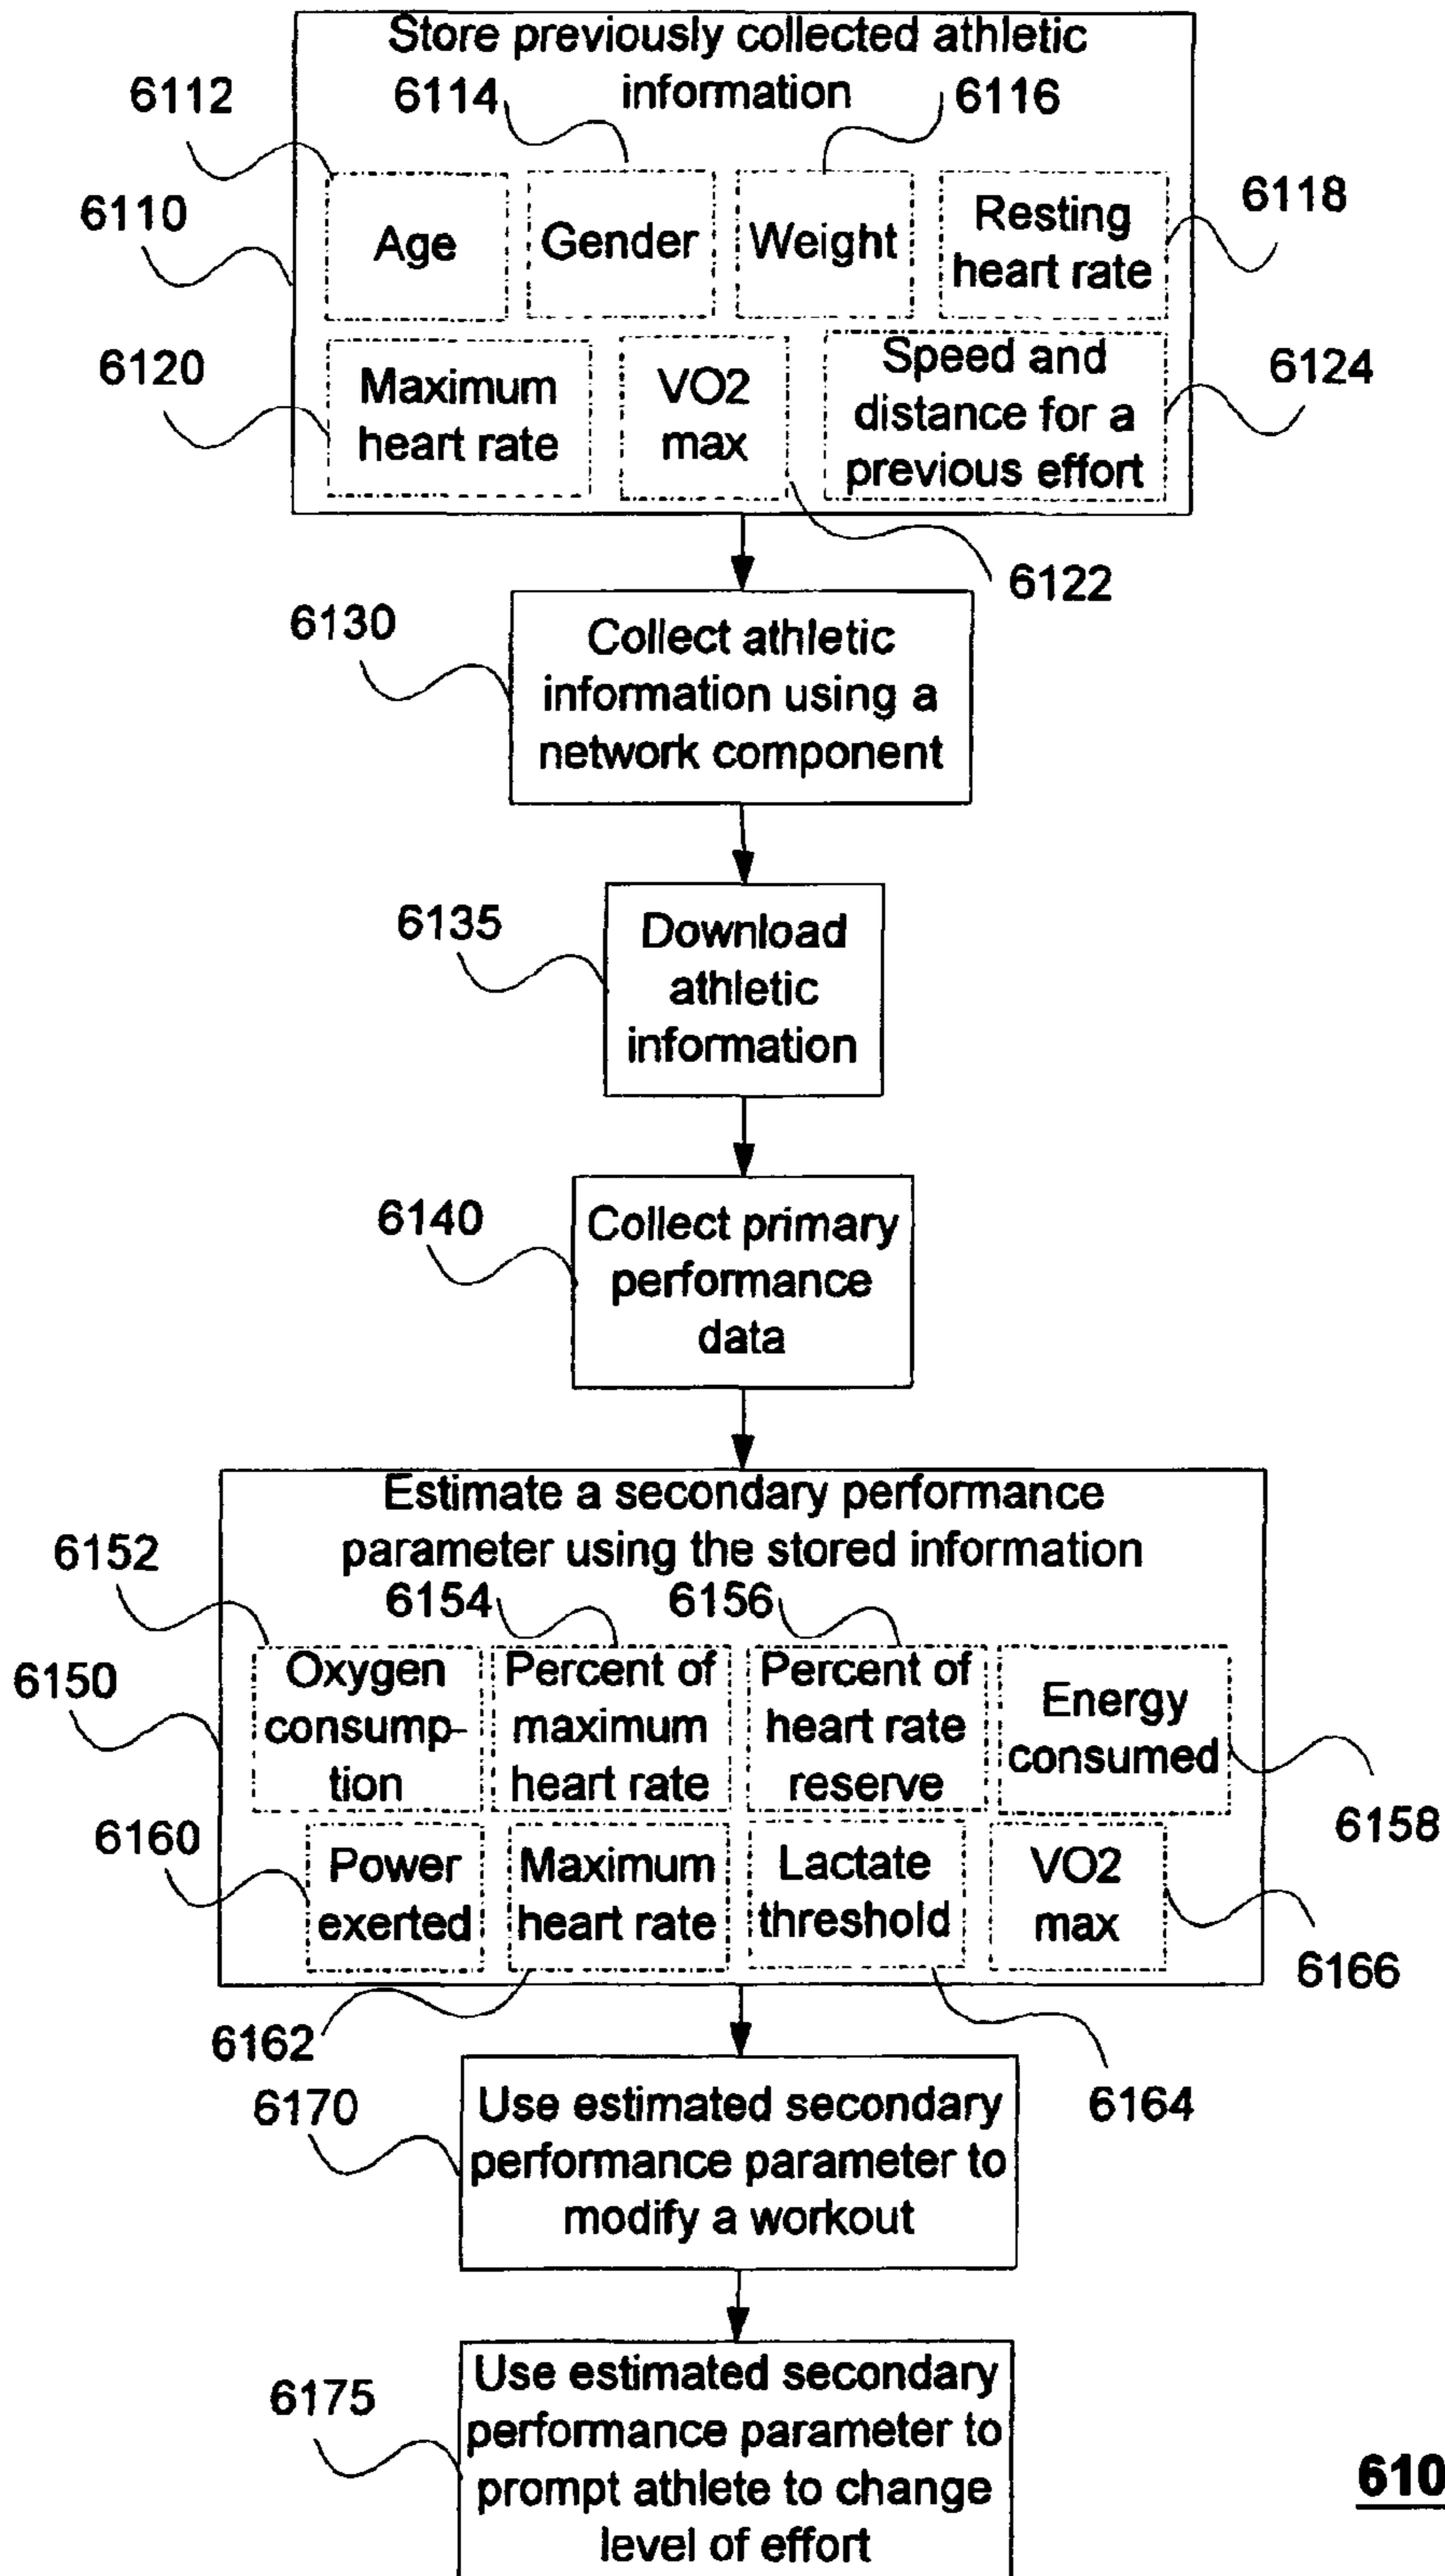 Store previously collected athletic
information
6112
6114
6116
6110
Age
Gender
Weight
Resting
heart rate
6118
6120
Maximum
heart rate
VO2
max
Speed and
distance for a
previous effort
6124
6122
6130
Collect athletic
information using a
network component
6135
Download
athletic
information
6140
Collect primary
performance
data
Estimate a secondary performance
parameter using the stored information
6152
6154
6156
6150
Oxygen
consump-
tion
Percent of
maximum
heart rate
Percent of
heart rate
reserve
Energy
consumed
6158
6160
Power
exerted
Maximum
heart rate
Lactate
threshold
VO2
max
6166
6162
6164
6170
Use estimated secondary
performance parameter to
modify a workout
6175
Use estimated secondary
performance parameter to
prompt athlete to change
level of effort
610